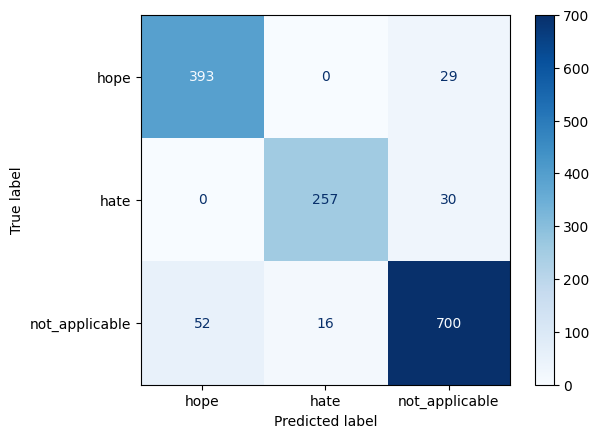 hope
hate
not_applicable
True label
393 0 29
0 257 30
52 16 700
hope hate not_applicable
Predicted label
700
600
500
400
300
200
100
0